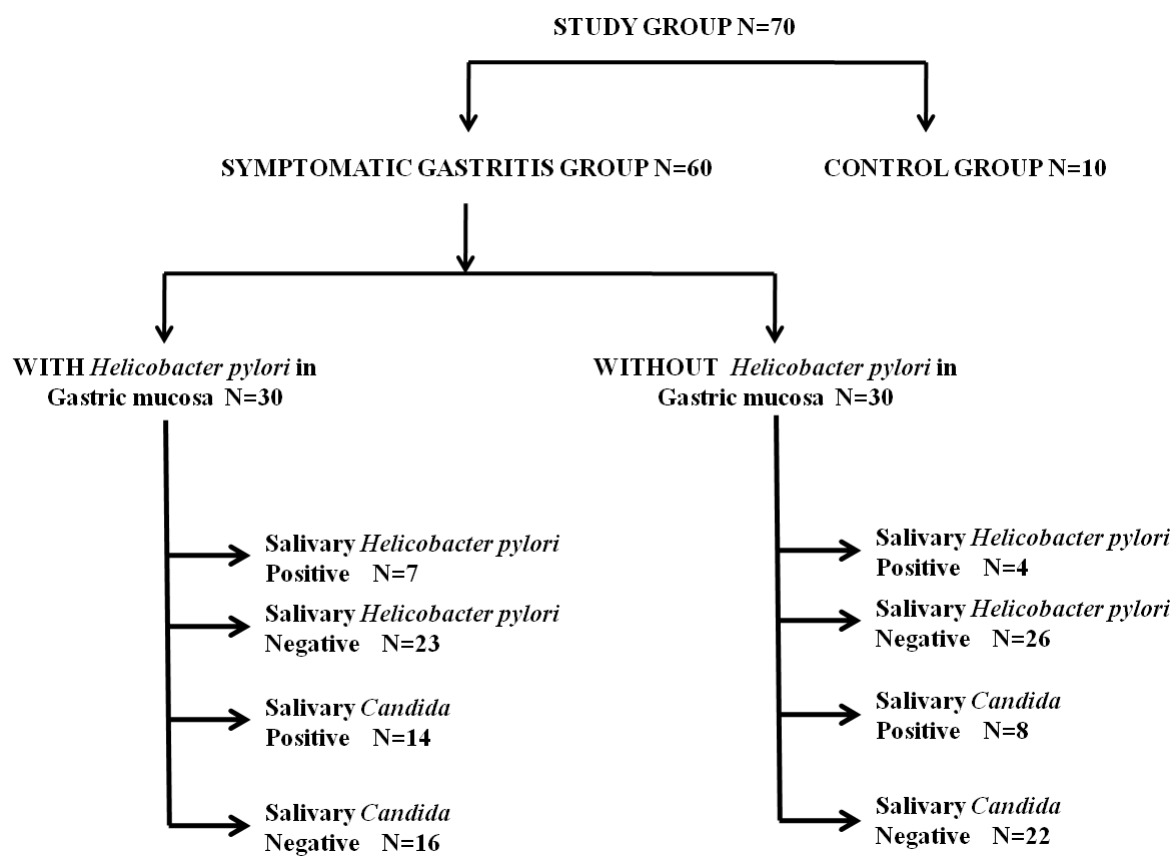 STUDY GROUP N=70
SYMPTOMATIC GASTRITIS GROUP N=60
CONTROL GROUP N=10
WITH Helicobacter pylori in
Gastric mucosa N=30
WITHOUT Helicobacter pylori in
Gastric mucosa N=30
Salivary Helicobacter pylori
Positive N=7
Salivary Helicobacter pylori
Negative N=23
Salivary Candida
Positive N=14
Salivary Candida
Negative N=16
Salivary Helicobacter pylori
Positive N=4
Salivary Helicobacter pylori
Negative N=26
Salivary Candida
Positive N=8
Salivary Candida
Negative N=22